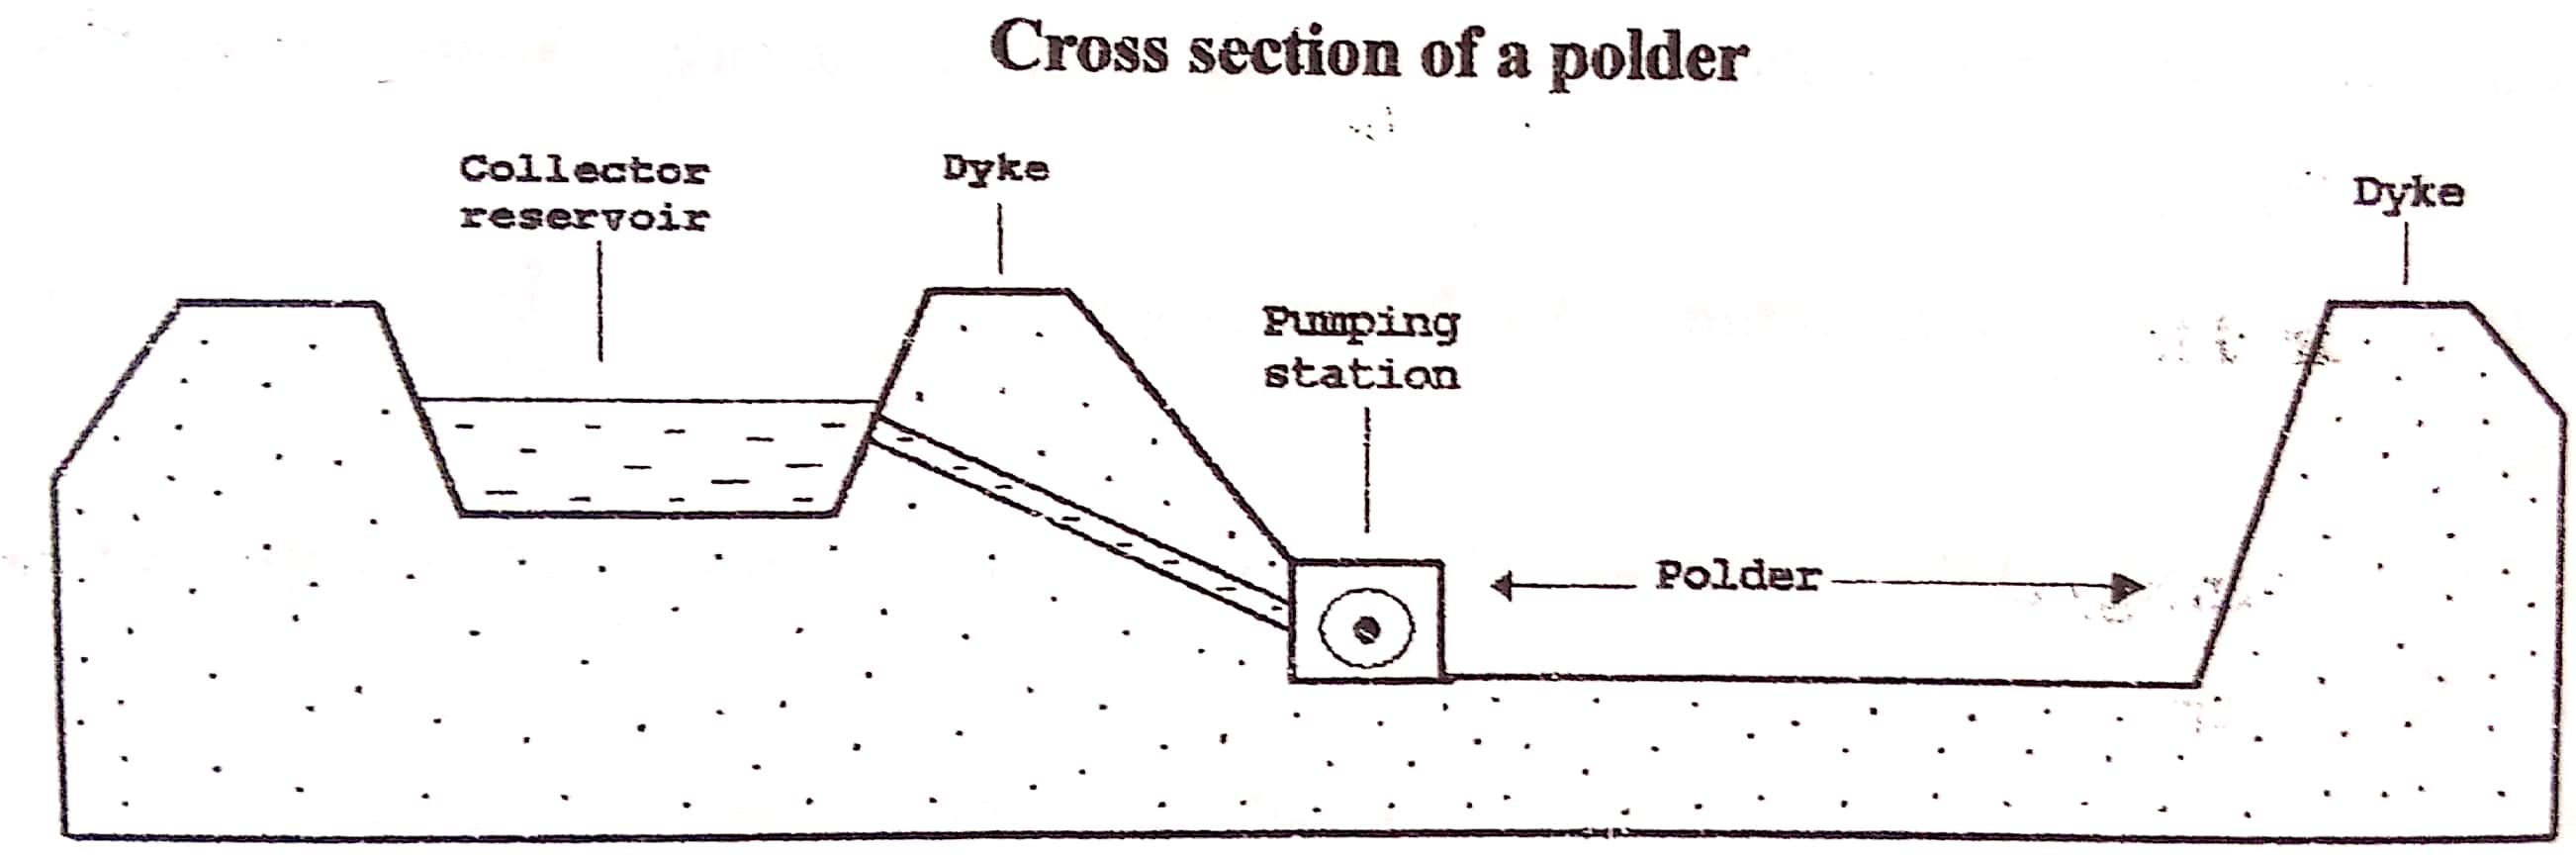 Cross section of a polder
Collector
reservoir
Dyke
Dyke
Pumping
station
Polder